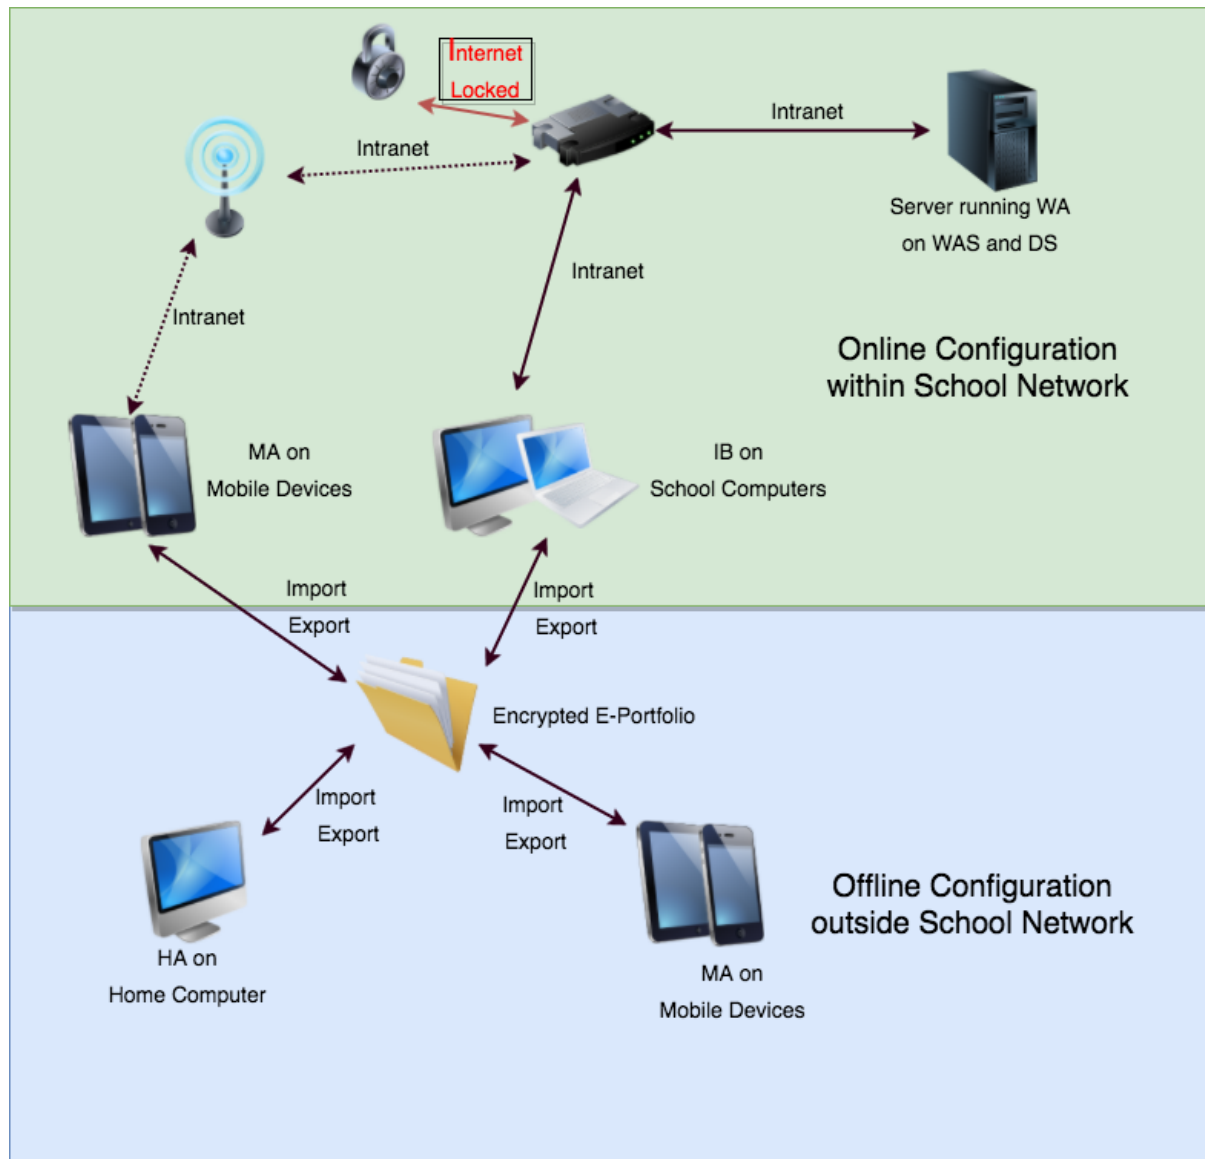 Internet
Locked
Intranet
Intranet
Server running WA
on WAS and DS
Intranet
Intranet
Online Configuration
within School Network
MA on
Mobile Devices
IB on
School Computers
Import
Export
Import
Export
Encrypted E-Portfolio
Import
Export
Import
Export
Offline Configuration
outside School Network
HA on
Home Computer
MA on
Mobile Devices